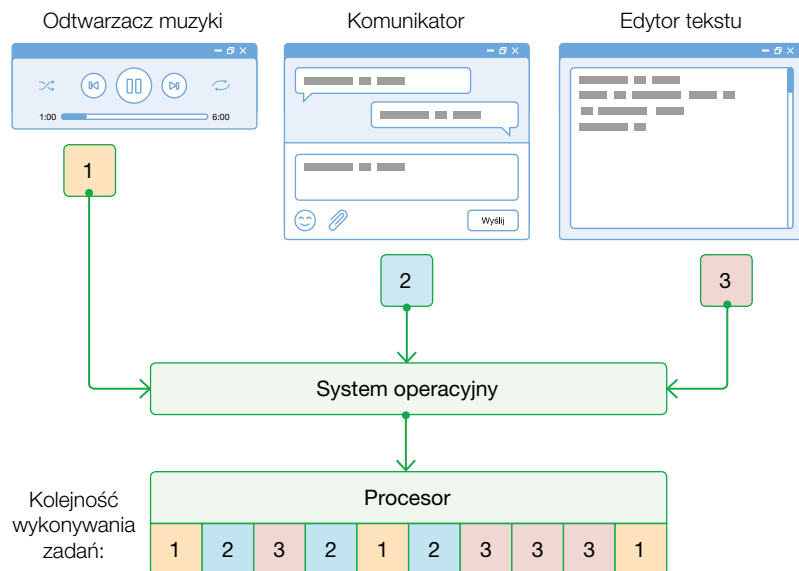 Odtwarzacz muzyki
Komunikator
Edytor tekstu
1:00
6:00
Wyślij
1
2
3
System operacyjny
Procesor
Kolejność
wykonywania
zadań:
1 2 3 2 1 2 3 3 3 1